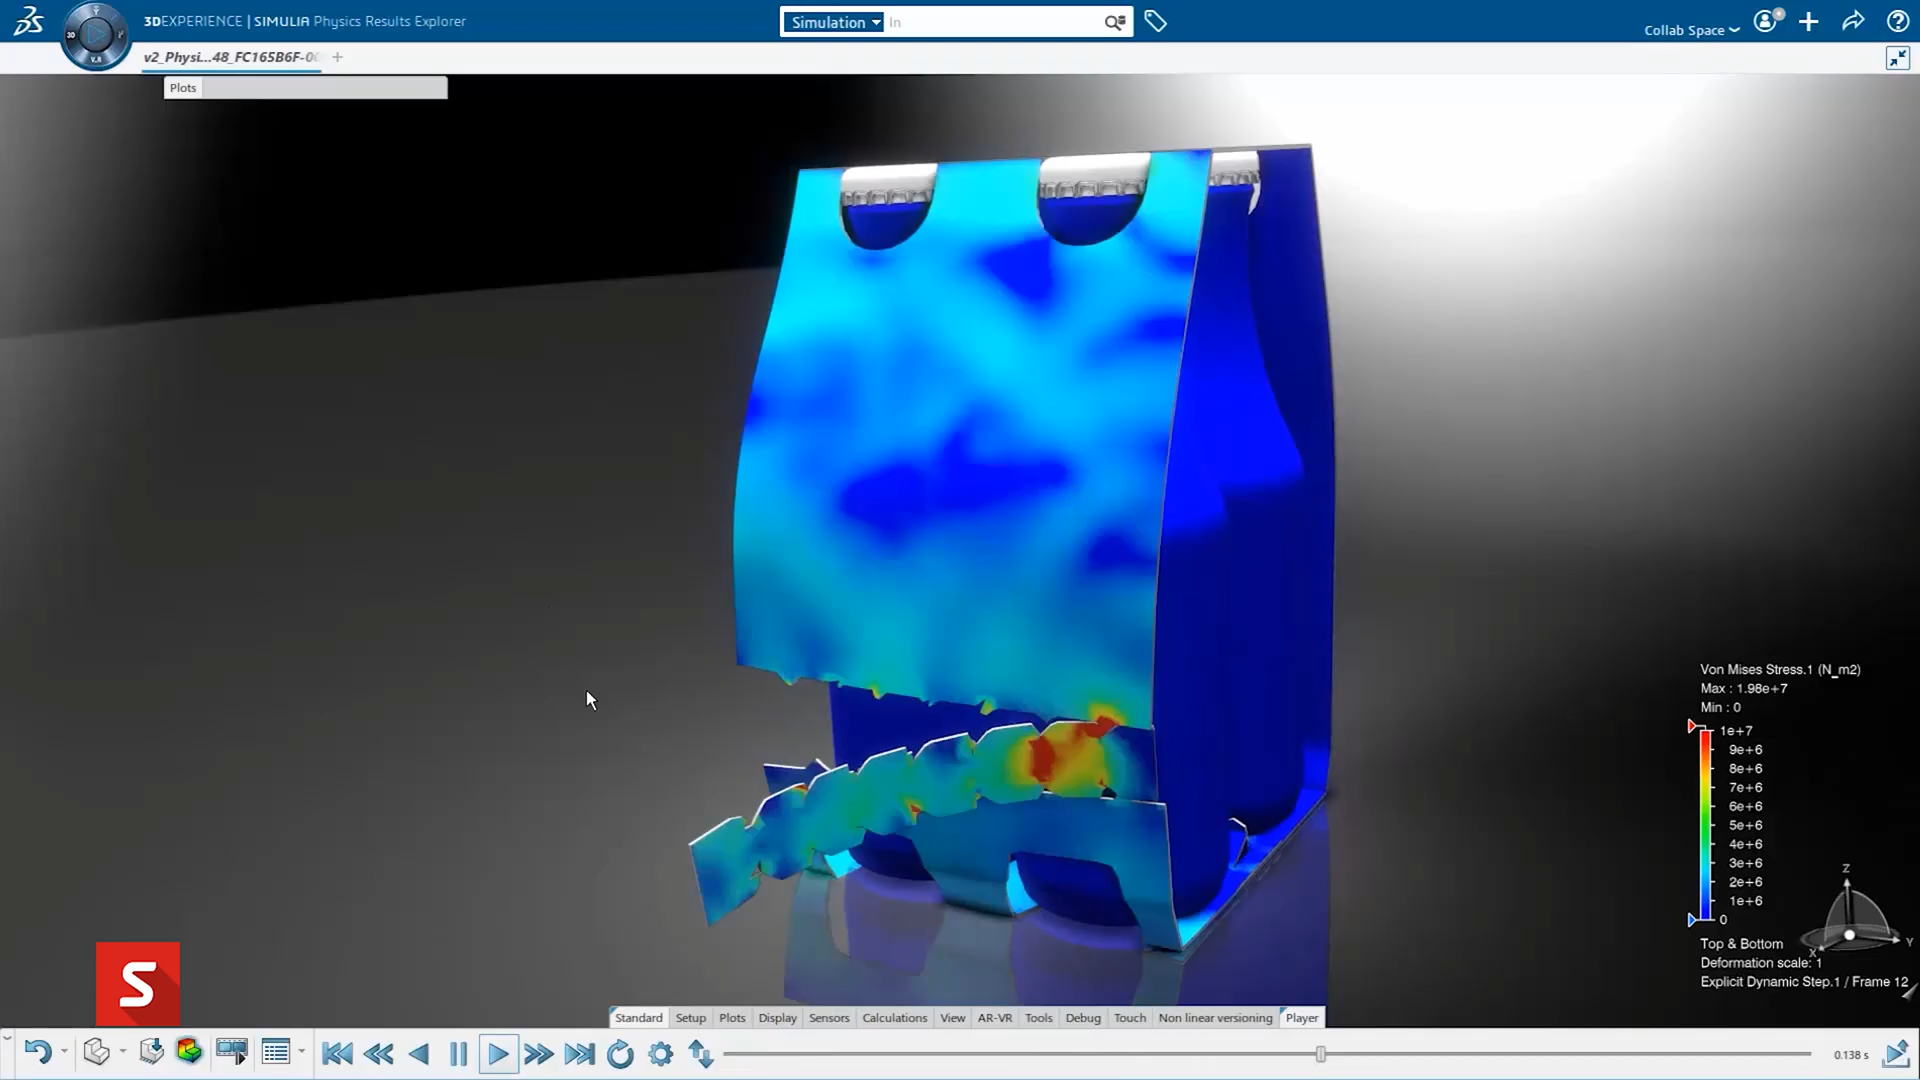 3DEXPERIENCE | SIMULIA Physics Results Explorer
Simulation
In
Collab Space
3D
V.R
v2_Physi...48_FC165B6F-00
Plots
Von Mises Stress.1 (N_m2)
Max : 1.98e+7
Min : 0
1e+7
9e+6
8e+6
7e+6
6e+6
5e+6
4e+6
3e+6
2e+6
1e+6
0
Z
Y
X
Top & Bottom
Deformation scale: 1
Explicit Dynamic Step.1 / Frame 12
S
Standard Setup Plots Display Sensors Calculations View AR-VR Tools Debug Touch Non linear versioning Player
0.138 s